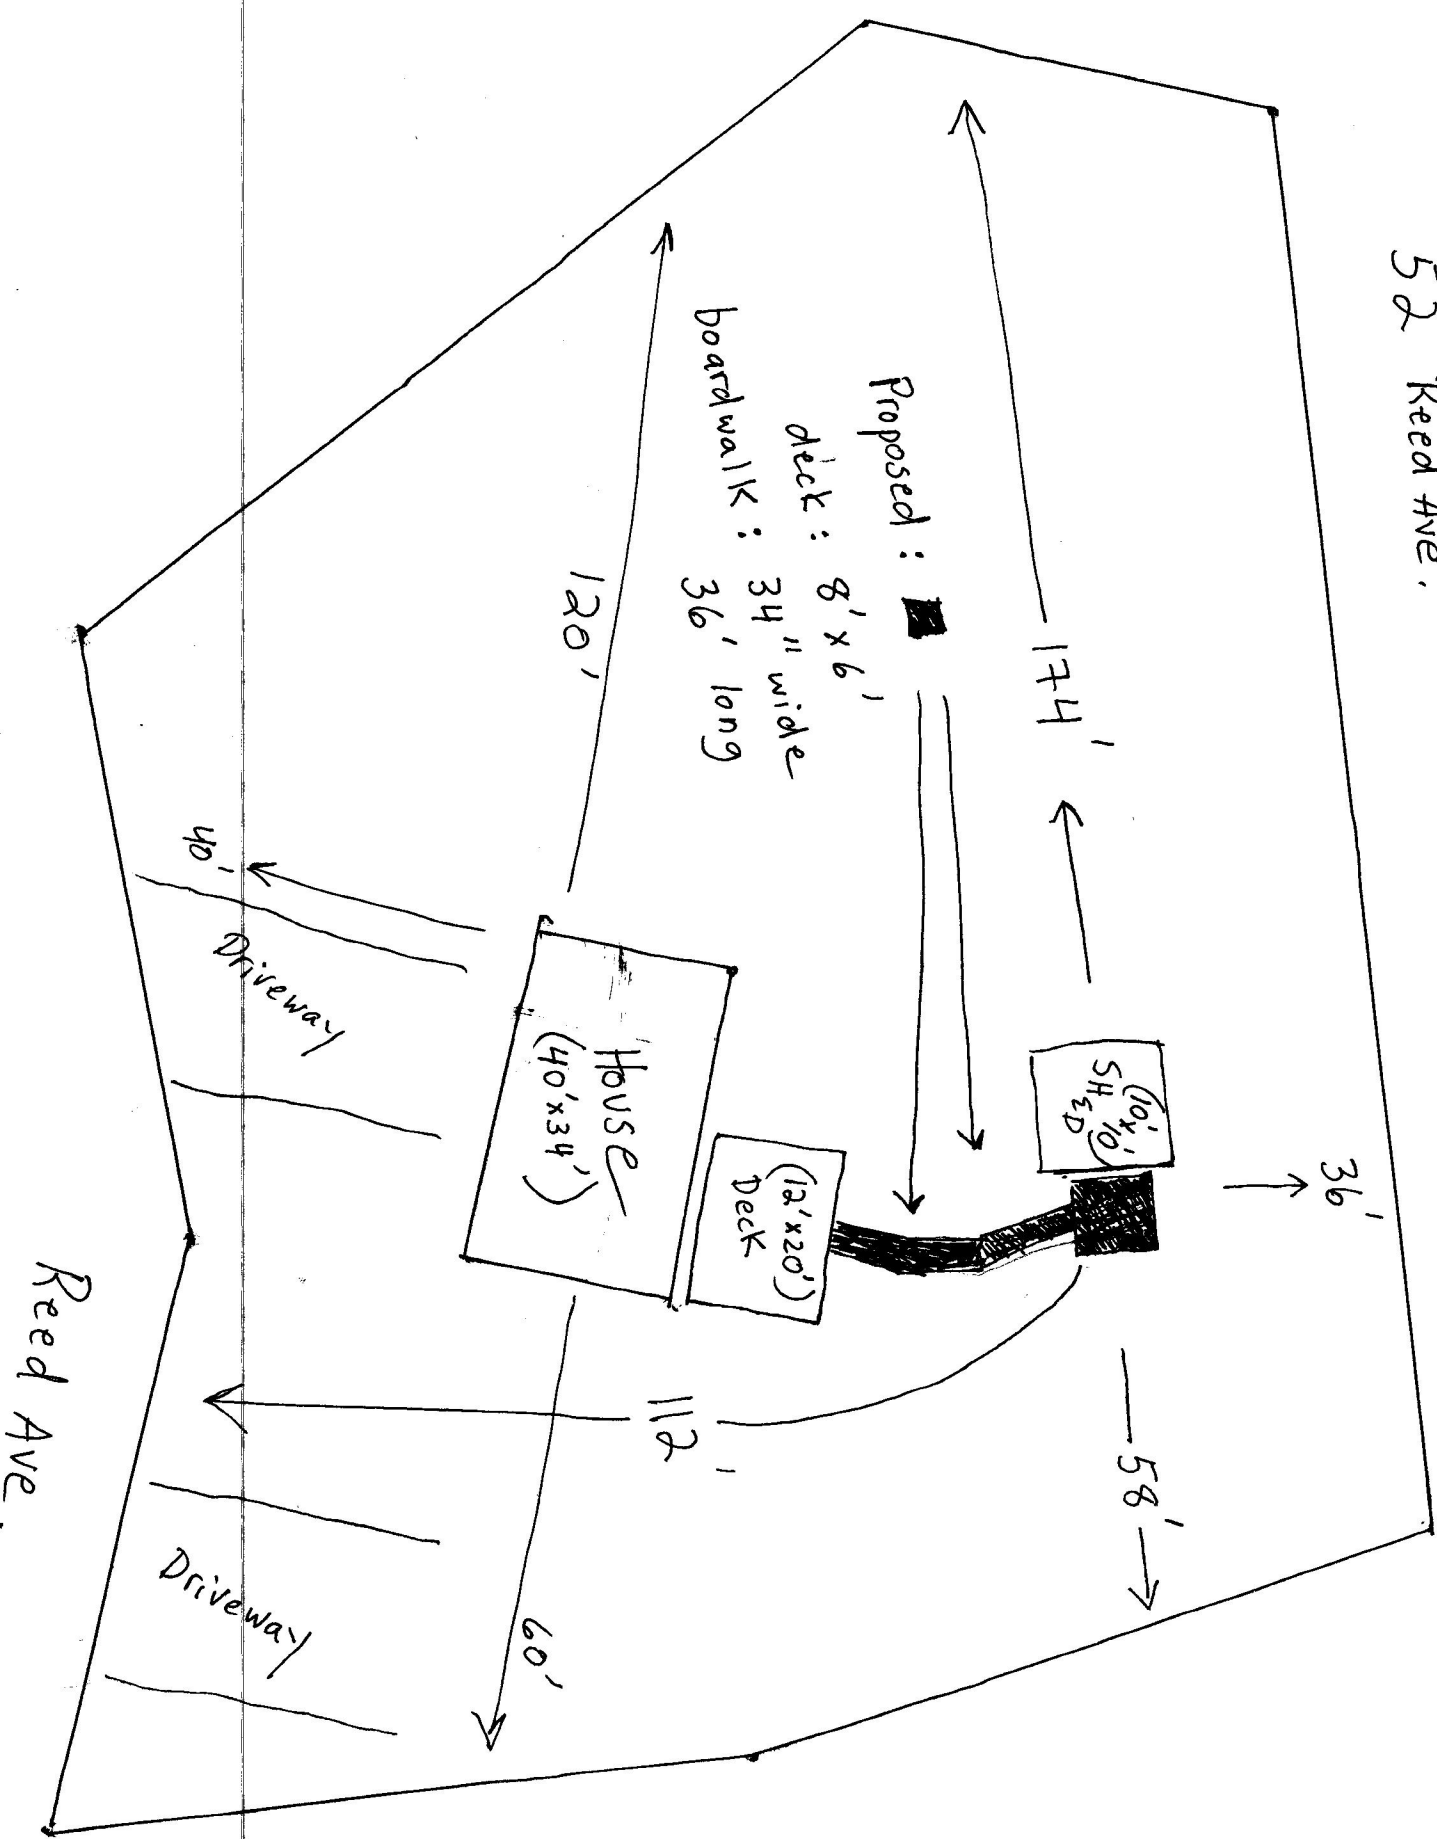 52 Reed Ave.
36'
(10'x10')
SHED
174'
58'
Proposed:
deck: 8'x6'
boardwalk: 34" wide
36' long
(12'x20')
Deck
112'
House
(40'x34')
120'
60'
40'
Driveway
Driveway
Reed Ave.